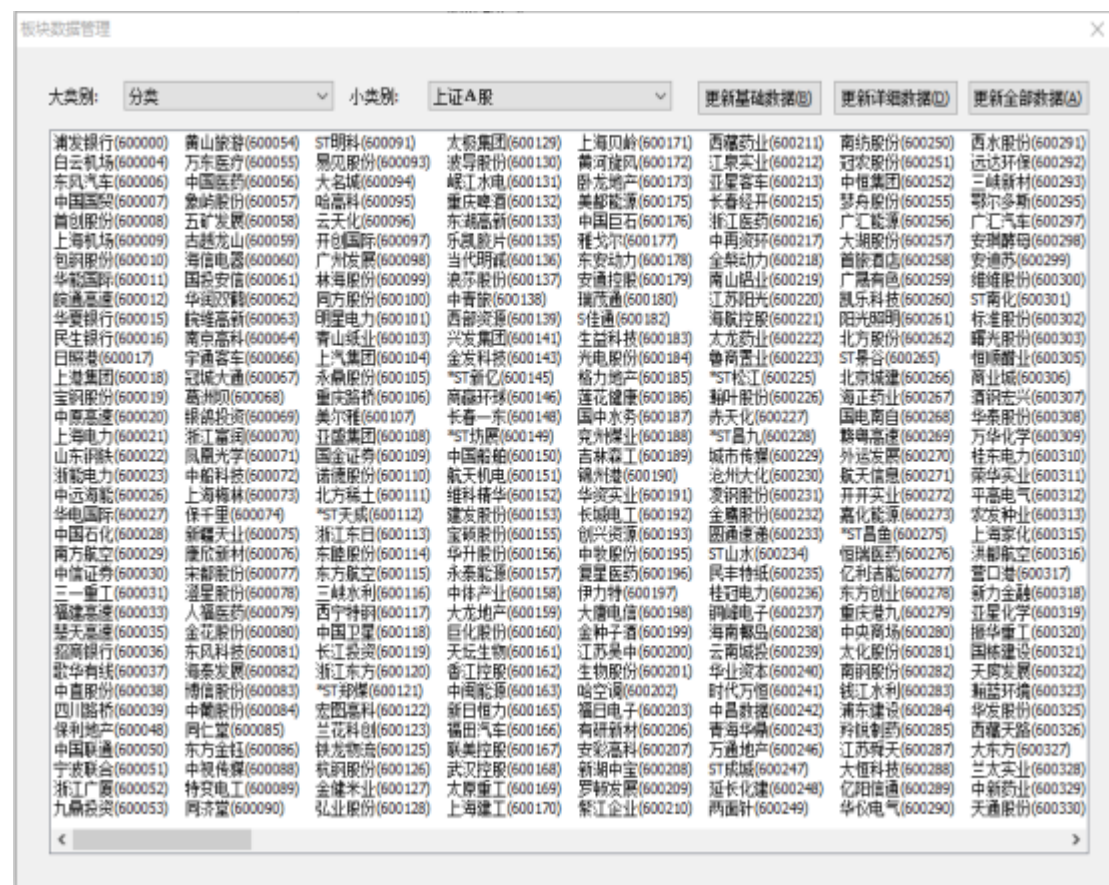 板块数据管理
大类别: 分类 小类别: 上证A股 更新基础数据(B) 更新详细数据(D) 更新全部数据(A)
浦发银行(600000) 黄山旅游(600054) ST明科(600091) 太极集团(600129) 上海贝岭(600171) 西藏药业(600211) 南纺股份(600250) 西水股份(600291)
白云机场(600004) 万东医疗(600055) 易见股份(600093) 波导股份(600130) 黄河旋风(600172) 江泉实业(600212) 冠农股份(600251) 远达环保(600292)
东风汽车(600006) 中国医药(600056) 大名城(600094) 岷江水电(600131) 卧龙地产(600173) 亚星客车(600213) 中恒集团(600252) 三峡新材(600293)
中国国贸(600007) 象屿股份(600057) 哈高科(600095) 重庆啤酒(600132) 美都能源(600175) 长春经开(600215) 梦舟股份(600255) 鄂尔多斯(600295)
首创股份(600008) 五矿发展(600058) 云天化(600096) 东湖高新(600133) 中国巨石(600176) 浙江医药(600216) 广汇能源(600256) 广汇汽车(600297)
上海机场(600009) 古越龙山(600059) 开创国际(600097) 乐凯胶片(600135) 雅戈尔(600177) 中再资环(600217) 大湖股份(600257) 安琪酵母(600298)
包钢股份(600010) 海信电器(600060) 广州发展(600098) 当代明诚(600136) 东安动力(600178) 全柴动力(600218) 首旅酒店(600258) 安迪苏(600299)
华能国际(600011) 国投安信(600061) 林海股份(600099) 浪莎股份(600137) 安通控股(600179) 南山铝业(600219) 广晟有色(600259) 维维股份(600300)
皖通高速(600012) 华润双鹤(600062) 同方股份(600100) 中青旅(600138) 瑞茂通(600180) 江苏阳光(600220) 凯乐科技(600260) ST南化(600301)
华夏银行(600015) 皖维高新(600063) 明星电力(600101) 西部资源(600139) S佳通(600182) 海航控股(600221) 阳光照明(600261) 标准股份(600302)
民生银行(600016) 南京高科(600064) 青山纸业(600103) 兴发集团(600141) 生益科技(600183) 太龙药业(600222) 北方股份(600262) 曙光股份(600303)
日照港(600017) 宇通客车(600066) 上汽集团(600104) 金发科技(600143) 光电股份(600184) 鲁商置业(600223) ST景谷(600265) 恒顺醋业(600305)
上港集团(600018) 冠城大通(600067) 永鼎股份(600105) *ST新亿(600145) 格力地产(600185) *ST松江(600225) 北京城建(600266) 商业城(600306)
宝钢股份(600019) 葛洲坝(600068) 重庆路桥(600106) 商赢环球(600146) 莲花健康(600186) 瀚叶股份(600226) 海正药业(600267) 酒钢宏兴(600307)
中原高速(600020) 银鸽投资(600069) 美尔雅(600107) 长春一东(600148) 国中水务(600187) 赤天化(600227) 国电南自(600268) 华泰股份(600308)
上海电力(600021) 浙江富润(600070) 亚盛集团(600108) *ST坊展(600149) 兖州煤业(600188) *ST昌九(600228) 赣粤高速(600269) 万华化学(600309)
山东钢铁(600022) 凤凰光学(600071) 国金证券(600109) 中国船舶(600150) 吉林森工(600189) 城市传媒(600229) 外运发展(600270) 桂东电力(600310)
浙能电力(600023) 中船科技(600072) 诺德股份(600110) 航天机电(600151) 锦州港(600190) 沧州大化(600230) 航天信息(600271) 荣华实业(600311)
中远海能(600026) 上海梅林(600073) 北方稀土(600111) 维科精华(600152) 华资实业(600191) 凌钢股份(600231) 开开实业(600272) 平高电气(600312)
华电国际(600027) 保千里(600074) *ST天成(600112) 建发股份(600153) 长城电工(600192) 金鹰股份(600232) 嘉化能源(600273) 农发种业(600313)
中国石化(600028) 新疆天业(600075) 浙江东日(600113) 宝硕股份(600155) 创兴资源(600193) 圆通速递(600233) *ST昌鱼(600275) 上海家化(600315)
南方航空(600029) 康欣新材(600076) 东睦股份(600114) 华升股份(600156) 中牧股份(600195) ST山水(600234) 恒瑞医药(600276) 洪都航空(600316)
中信证券(600030) 宋都股份(600077) 东方航空(600115) 永泰能源(600157) 复星医药(600196) 民丰特纸(600235) 亿利洁能(600277) 营口港(600317)
三一重工(600031) 澄星股份(600078) 三峡水利(600116) 中体产业(600158) 伊力特(600197) 桂冠电力(600236) 东方创业(600278) 新力金融(600318)
福建高速(600033) 人福医药(600079) 西宁特钢(600117) 大龙地产(600159) 大唐电信(600198) 铜峰电子(600237) 重庆港九(600279) 亚星化学(600319)
楚天高速(600035) 金花股份(600080) 中国卫星(600118) 巨化股份(600160) 金种子酒(600199) 海南椰岛(600238) 中央商场(600280) 振华重工(600320)
招商银行(600036) 东风科技(600081) 长江投资(600119) 天坛生物(600161) 江苏吴中(600200) 云南城投(600239) 太化股份(600281) 国栋建设(600321)
歌华有线(600037) 海泰发展(600082) 浙江东方(600120) 香江控股(600162) 生物股份(600201) 华业资本(600240) 南钢股份(600282) 天房发展(600322)
中直股份(600038) 博信股份(600083) *ST郑煤(600121) 中闽能源(600163) 哈空调(600202) 时代万恒(600241) 钱江水利(600283) 瀚蓝环境(600323)
四川路桥(600039) 中葡股份(600084) 宏图高科(600122) 新日恒力(600165) 福日电子(600203) 中昌数据(600242) 浦东建设(600284) 华发股份(600325)
保利地产(600048) 同仁堂(600085) 兰花科创(600123) 福田汽车(600166) 有研新材(600206) 青海华鼎(600243) 羚锐制药(600285) 西藏天路(600326)
中国联通(600050) 东方金钰(600086) 铁龙物流(600125) 联美控股(600167) 安彩高科(600207) 万通地产(600246) 江苏舜天(600287) 大东方(600327)
宁波联合(600051) 中视传媒(600088) 杭钢股份(600126) 武汉控股(600168) 新湖中宝(600208) ST成城(600247) 大恒科技(600288) 兰太实业(600328)
浙江广厦(600052) 特变电工(600089) 金健米业(600127) 太原重工(600169) 罗顿发展(600209) 延长化建(600248) 亿阳信通(600289) 中新药业(600329)
九鼎投资(600053) 同济堂(600090) 弘业股份(600128) 上海建工(600170) 紫江企业(600210) 两面针(600249) 华仪电气(600290) 天通股份(600330)